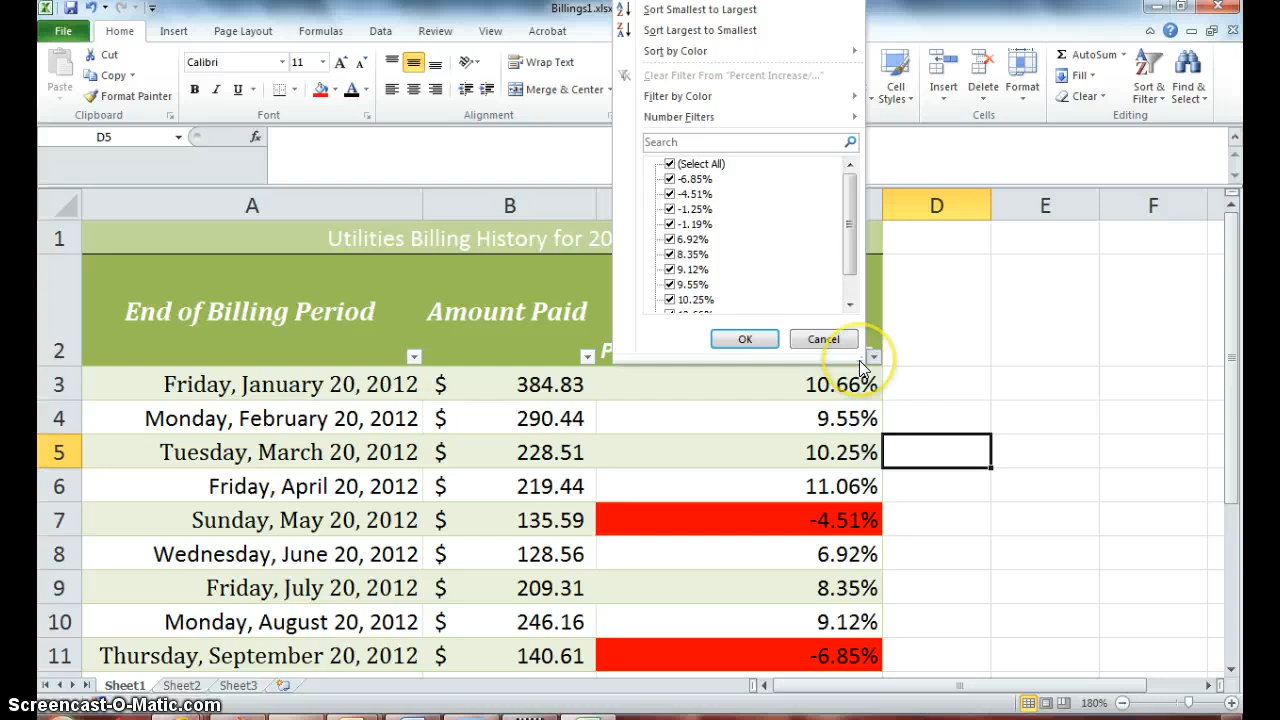 Billings1.xlsx
File Home Insert Page Layout Formulas Data Review View Acrobat
Paste
Cut
Copy
Format Painter
Clipboard
Calibri 11
B I U
Font
Wrap Text
Merge & Center
Alignment
Cell Styles
Insert Delete Format
Cells
AutoSum
Fill
Clear
Sort & Filter
Find & Select
Editing
D5
fx
Sort Smallest to Largest
Sort Largest to Smallest
Sort by Color
Clear Filter From "Percent Increase/..."
Filter by Color
Number Filters
Search
(Select All)
-6.85%
-4.51%
-1.25%
-1.19%
6.92%
8.35%
9.12%
9.55%
10.25%
OK Cancel
A B D E F
1 Utilities Billing History for 20
2 End of Billing Period Amount Paid P
3 Friday, January 20, 2012 $ 384.83 10.66%
4 Monday, February 20, 2012 $ 290.44 9.55%
5 Tuesday, March 20, 2012 $ 228.51 10.25%
6 Friday, April 20, 2012 $ 219.44 11.06%
7 Sunday, May 20, 2012 $ 135.59 -4.51%
8 Wednesday, June 20, 2012 $ 128.56 6.92%
9 Friday, July 20, 2012 $ 209.31 8.35%
10 Monday, August 20, 2012 $ 246.16 9.12%
11 Thursday, September 20, 2012 $ 140.61 -6.85%
Sheet1 Sheet2 Sheet3
180%
Screencast-O-Matic.com